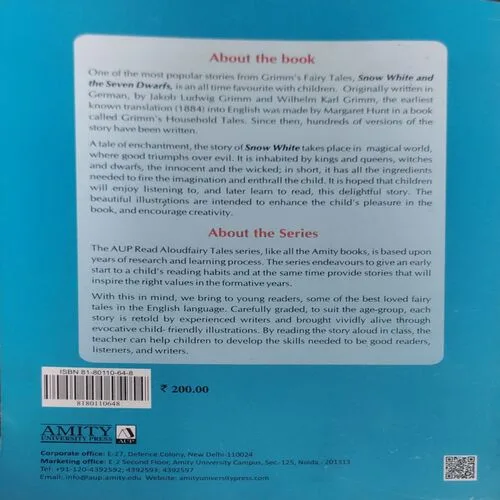 About the book
One of the most popular stories from Grimm's Fairy Tales, Snow White and
the Seven Dwarfs, is an all time favourite with children. Originally written in
German, by Jakob Ludwig Grimm and Wilhelm Karl Grimm, the earliest
known translation (1884) into English was made by Margaret Hunt in a book
called Grimm's Household Tales. Since then, hundreds of versions of the
story have been written.
A tale of enchantment, the story of Snow White takes place in magical world,
where good triumphs over evil. It is inhabited by kings and queens, witches
and dwarfs, the innocent and the wicked; in short, it has all the ingredients
needed to fire the imagination and enthrall the child. It is hoped that children
will enjoy listening to, and later learn to read, this delightful story. The
beautiful illustrations are intended to enhance the child's pleasure in the
book, and encourage creativity.
About the Series
The AUP Read Aloudfairy Tales series, like all the Amity books, is based upon
years of research and learning process. The series endeavours to give an early
start to a child's reading habits and at the same time provide stories that will
inspire the right values in the formative years.
With this in mind, we bring to young readers, some of the best loved fairy
tales in the English language. Carefully graded, to suit the age-group, each
story is retold by experienced writers and brought vividly alive through
evocative child- friendly illustrations. By reading the story aloud in class, the
teacher can help children to develop the skills needed to be good readers,
listeners, and writers.
ISBN 81-80110-64-8
8180110648
₹ 200.00
AMITY
UNIVERSITY PRESS
AUP
Corporate office: E-27, Defence Colony, New Delhi-110024
Marketing office: E-2 Second Floor, Amity University Campus, Sec.-125, Noida - 201313
Tel: +91-120-4392592; 4392593; 4392597
Email: info@aup.amity.edu Website: amityuniversitypress.com